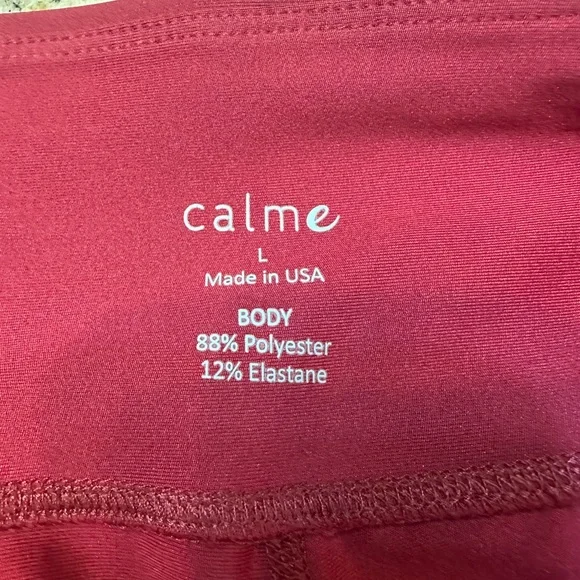 calme
L
Made in USA
BODY
88% Polyester
12% Elastane